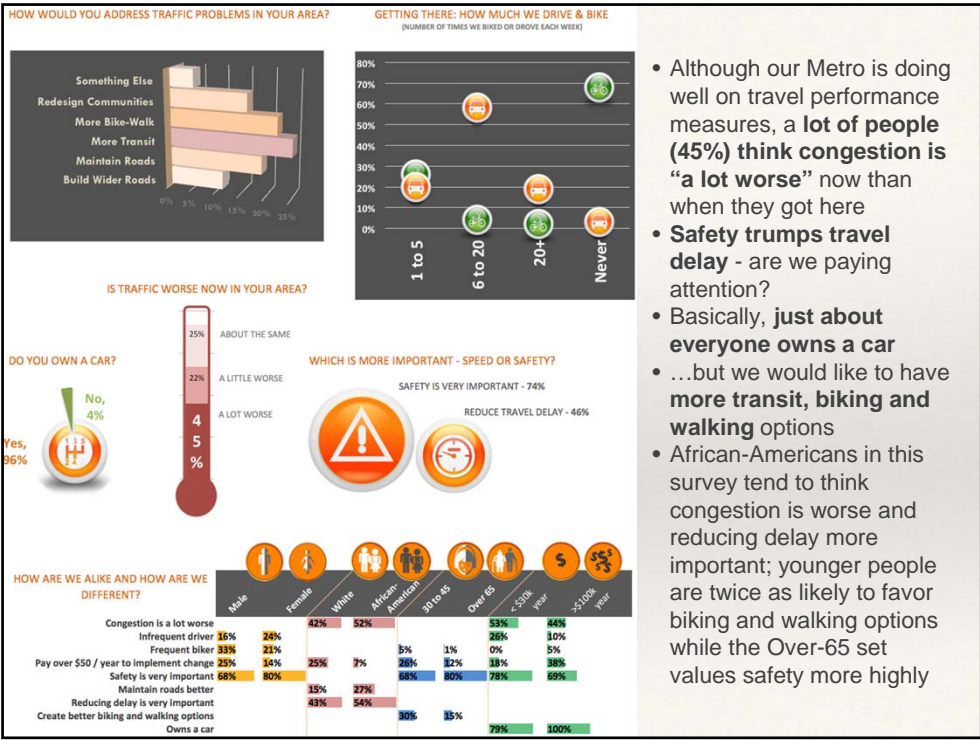 HOW WOULD YOU ADDRESS TRAFFIC PROBLEMS IN YOUR AREA?
Something Else
Redesign Communities
More Bike-Walk
More Transit
Maintain Roads
Build Wider Roads
0% 5% 10% 15% 20% 25%
GETTING THERE: HOW MUCH WE DRIVE & BIKE
(NUMBER OF TIMES WE BIKED OR DROVE EACH WEEK)
80%
70%
60%
50%
40%
30%
20%
10%
0%
1 to 5
6 to 20
20+
Never
IS TRAFFIC WORSE NOW IN YOUR AREA?
25% ABOUT THE SAME
22% A LITTLE WORSE
45% A LOT WORSE
DO YOU OWN A CAR?
No,
4%
Yes,
96%
1 3 5
2 4
WHICH IS MORE IMPORTANT - SPEED OR SAFETY?
SAFETY IS VERY IMPORTANT - 74%
REDUCE TRAVEL DELAY - 46%
HOW ARE WE ALIKE AND HOW ARE WE
DIFFERENT?
$ $$$$
Male
Female
White
African-
American
30 to 45
Over 65
< $30k
year
>$100k
year
Congestion is a lot worse 42% 52% 53% 44%
Infrequent driver 16% 24% 26% 10%
Frequent biker 33% 21% 5% 1% 0% 5%
Pay over $50 / year to implement change 25% 14% 25% 7% 26% 12% 18% 38%
Safety is very important 68% 80% 68% 80% 78% 69%
Maintain roads better 15% 27%
Reducing delay is very important 43% 54%
Create better biking and walking options 30% 15%
Owns a car 79% 100%
• Although our Metro is doing
well on travel performance
measures, a lot of people
(45%) think congestion is
“a lot worse” now than
when they got here
• Safety trumps travel
delay - are we paying
attention?
• Basically, just about
everyone owns a car
• …but we would like to have
more transit, biking and
walking options
• African-Americans in this
survey tend to think
congestion is worse and
reducing delay more
important; younger people
are twice as likely to favor
biking and walking options
while the Over-65 set
values safety more highly